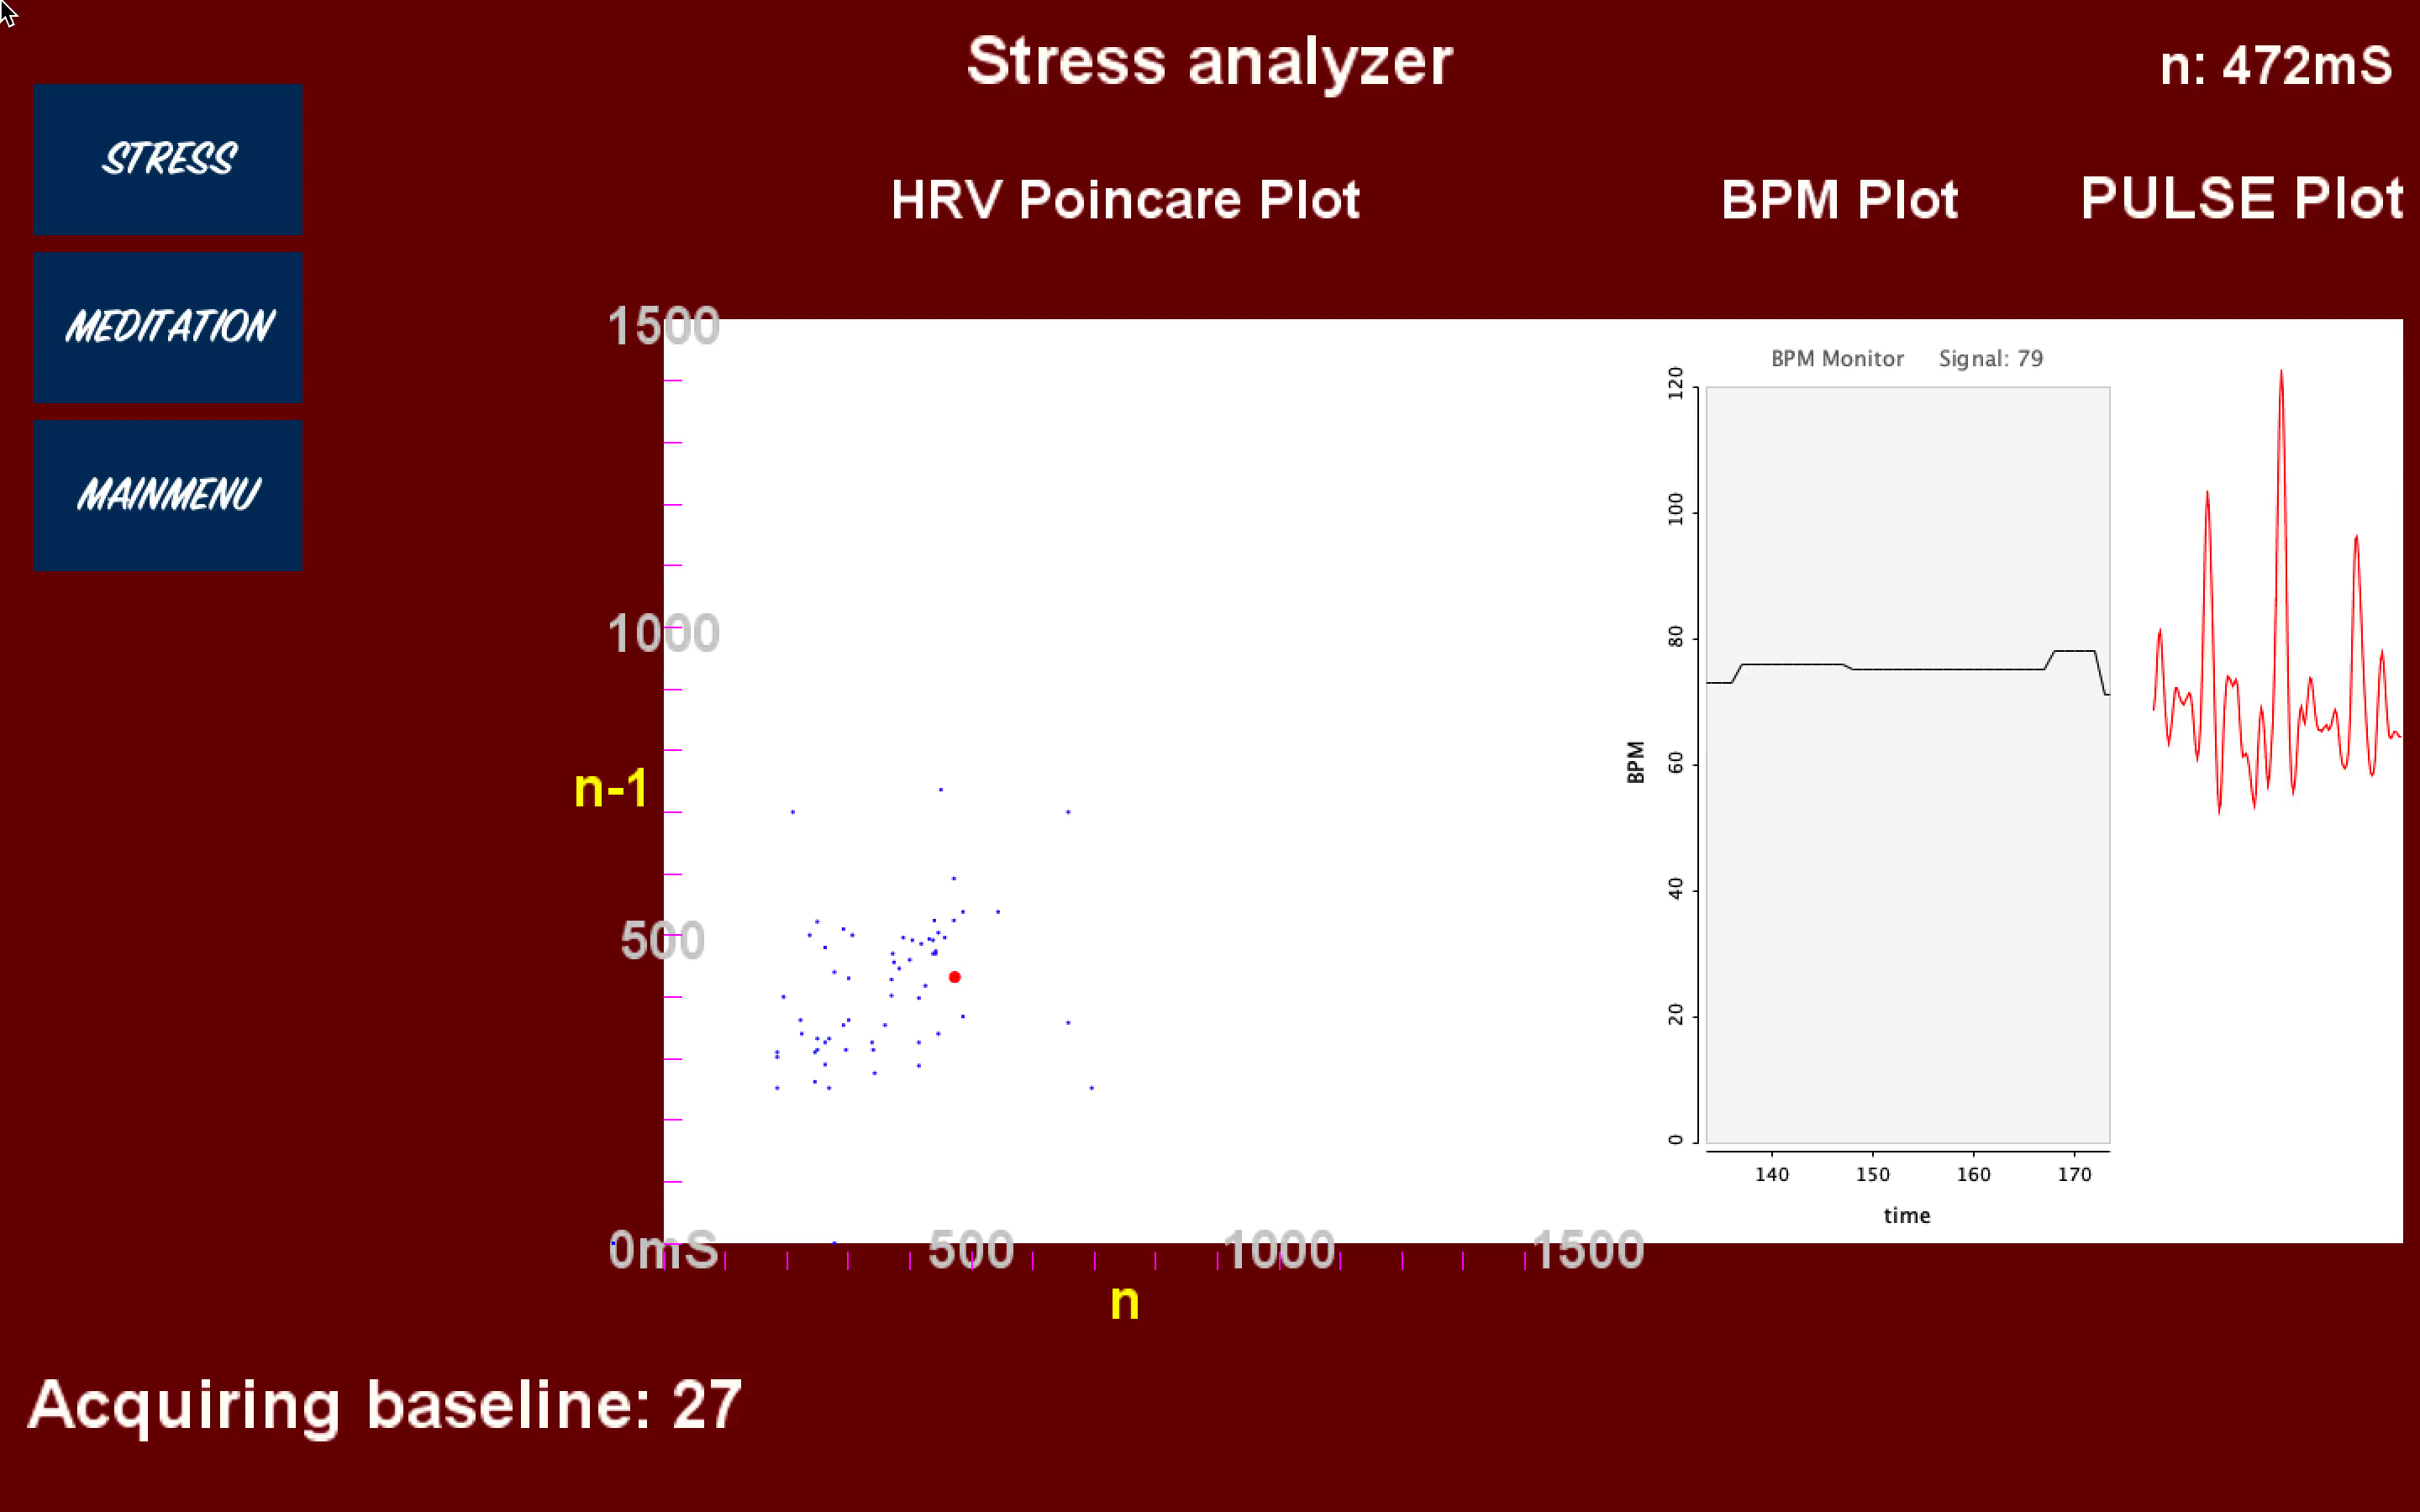 Stress analyzer
n: 472mS
STRESS
MEDITATION
MAINMENU
HRV Poincare Plot
BPM Plot
PULSE Plot
1500
1000
n-1
500
0mS
500
1000
1500
n
BPM Monitor Signal: 79
120
100
80
60
40
20
0
BPM
140
150
160
170
time
Acquiring baseline: 27